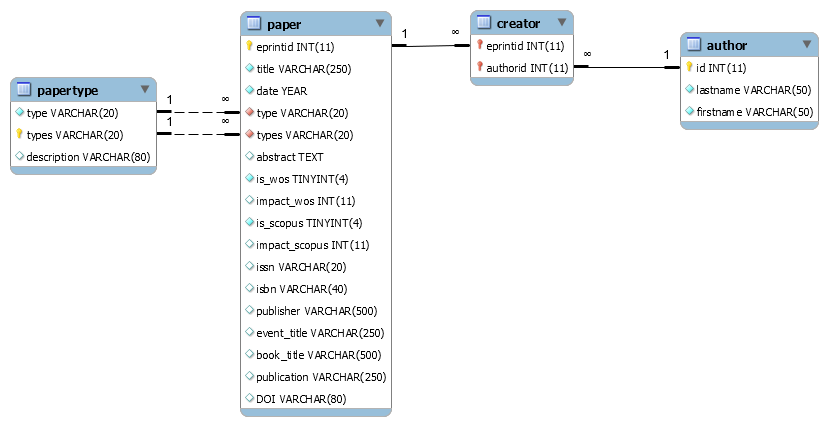 papertype
type VARCHAR(20)
types VARCHAR(20)
description VARCHAR(80)
1
∞
1
∞
paper
eprintid INT(11)
title VARCHAR(250)
date YEAR
type VARCHAR(20)
types VARCHAR(20)
abstract TEXT
is_wos TINYINT(4)
impact_wos INT(11)
is_scopus TINYINT(4)
impact_scopus INT(11)
issn VARCHAR(20)
isbn VARCHAR(40)
publisher VARCHAR(500)
event_title VARCHAR(250)
book_title VARCHAR(500)
publication VARCHAR(250)
DOI VARCHAR(80)
1
∞
creator
eprintid INT(11)
authorid INT(11)
∞
1
author
id INT(11)
lastname VARCHAR(50)
firstname VARCHAR(50)